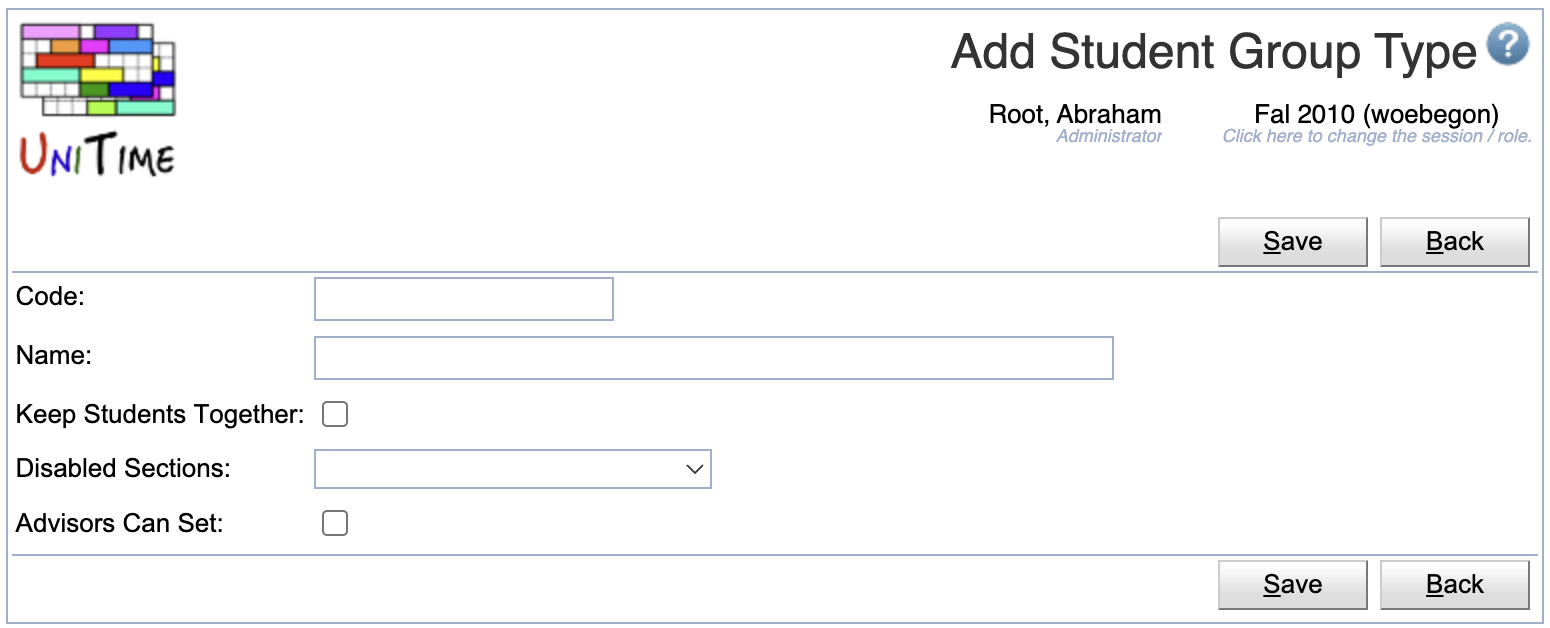 UNITIME
Add Student Group Type ?
Root, Abraham Fal 2010 (woebegon)
Administrator Click here to change the session / role.
Save Back
Code:
Name:
Keep Students Together:
Disabled Sections:
Advisors Can Set:
Save Back